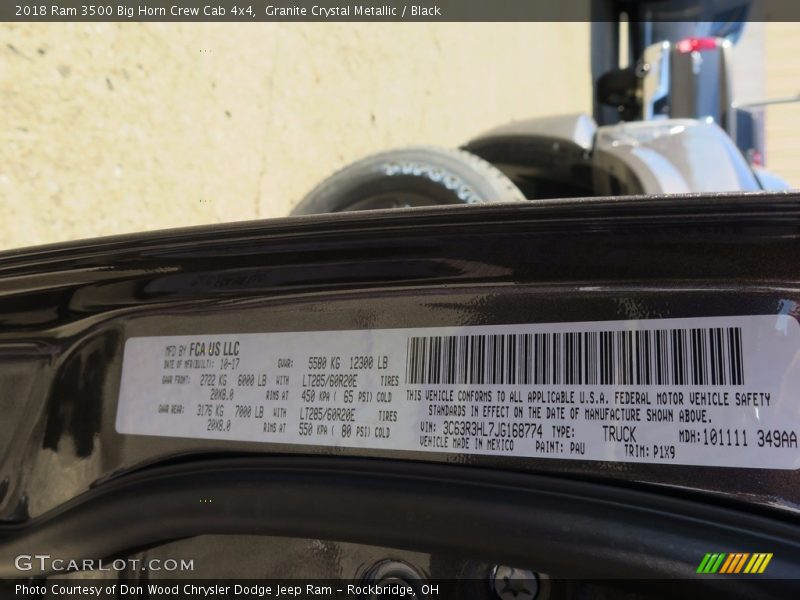 2018 Ram 3500 Big Horn Crew Cab 4x4,  Granite Crystal Metallic / Black
MFD BY FCA US LLC
DATE OF MFR(BUILT): 10-17 GVWR: 5580 KG 12300 LB
GAWR FRONT: 2722 KG 6000 LB WITH LT285/60R20E TIRES
20X8.0 RIMS AT 450 KPA ( 65 PSI) COLD
GAWR REAR: 3176 KG 7000 LB WITH LT285/60R20E TIRES
20X8.0 RIMS AT 550 KPA ( 80 PSI) COLD
THIS VEHICLE CONFORMS TO ALL APPLICABLE U.S.A. FEDERAL MOTOR VEHICLE SAFETY
STANDARDS IN EFFECT ON THE DATE OF MANUFACTURE SHOWN ABOVE.
VIN: 3C63R3HL7JG168774 TYPE: TRUCK MDH:101111 349AA
VEHICLE MADE IN MEXICO PAINT: PAU TRIM: P1X9
GTCARLOT.COM
Photo Courtesy of Don Wood Chrysler Dodge Jeep Ram – Rockbridge, OH